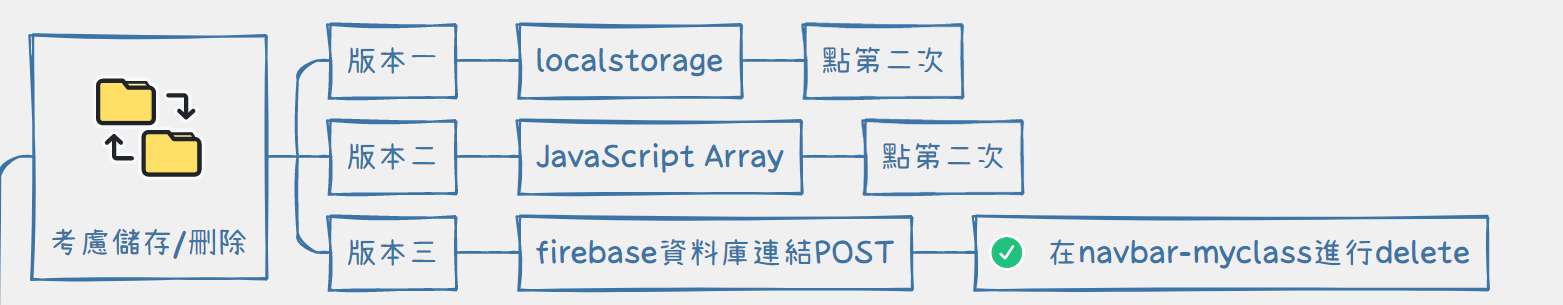 考慮儲存/刪除
版本一
localstorage
點第二次
版本二
JavaScript Array
點第二次
版本三
firebase資料庫連結POST
在navbar-myclass進行delete